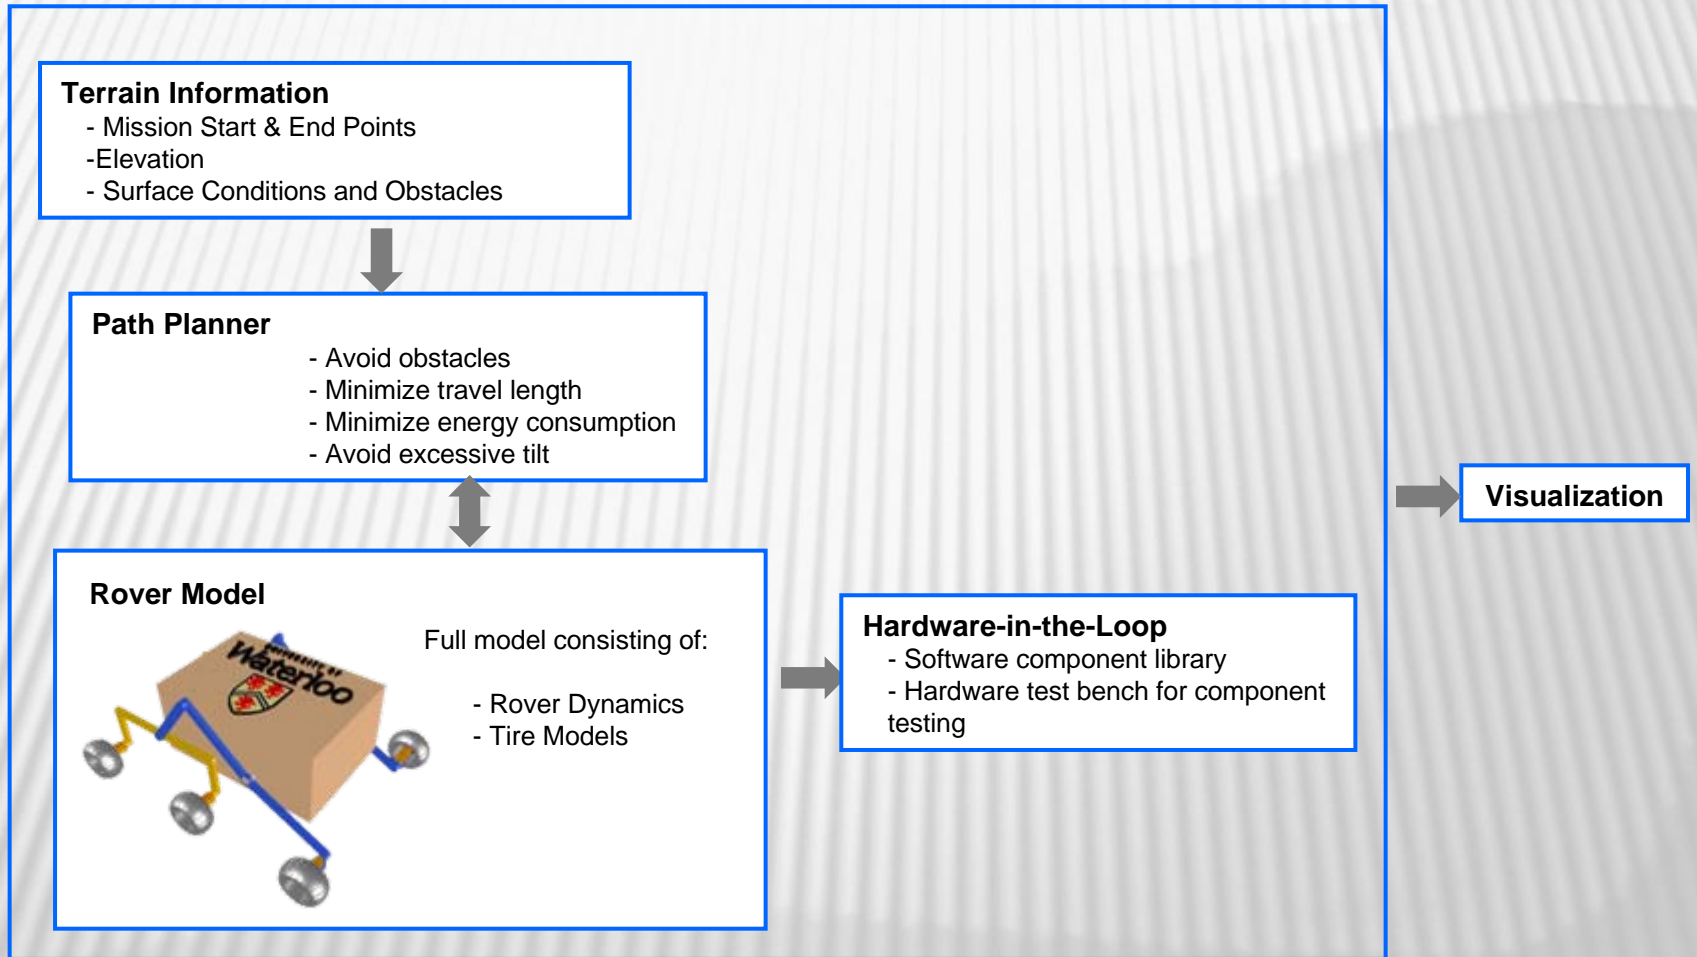 Terrain Information
- Mission Start & End Points
-Elevation
- Surface Conditions and Obstacles
Path Planner
- Avoid obstacles
- Minimize travel length
- Minimize energy consumption
- Avoid excessive tilt
Rover Model
UNIVERSITY OF
Waterloo
Full model consisting of:
- Rover Dynamics
- Tire Models
Hardware-in-the-Loop
- Software component library
- Hardware test bench for component
testing
Visualization